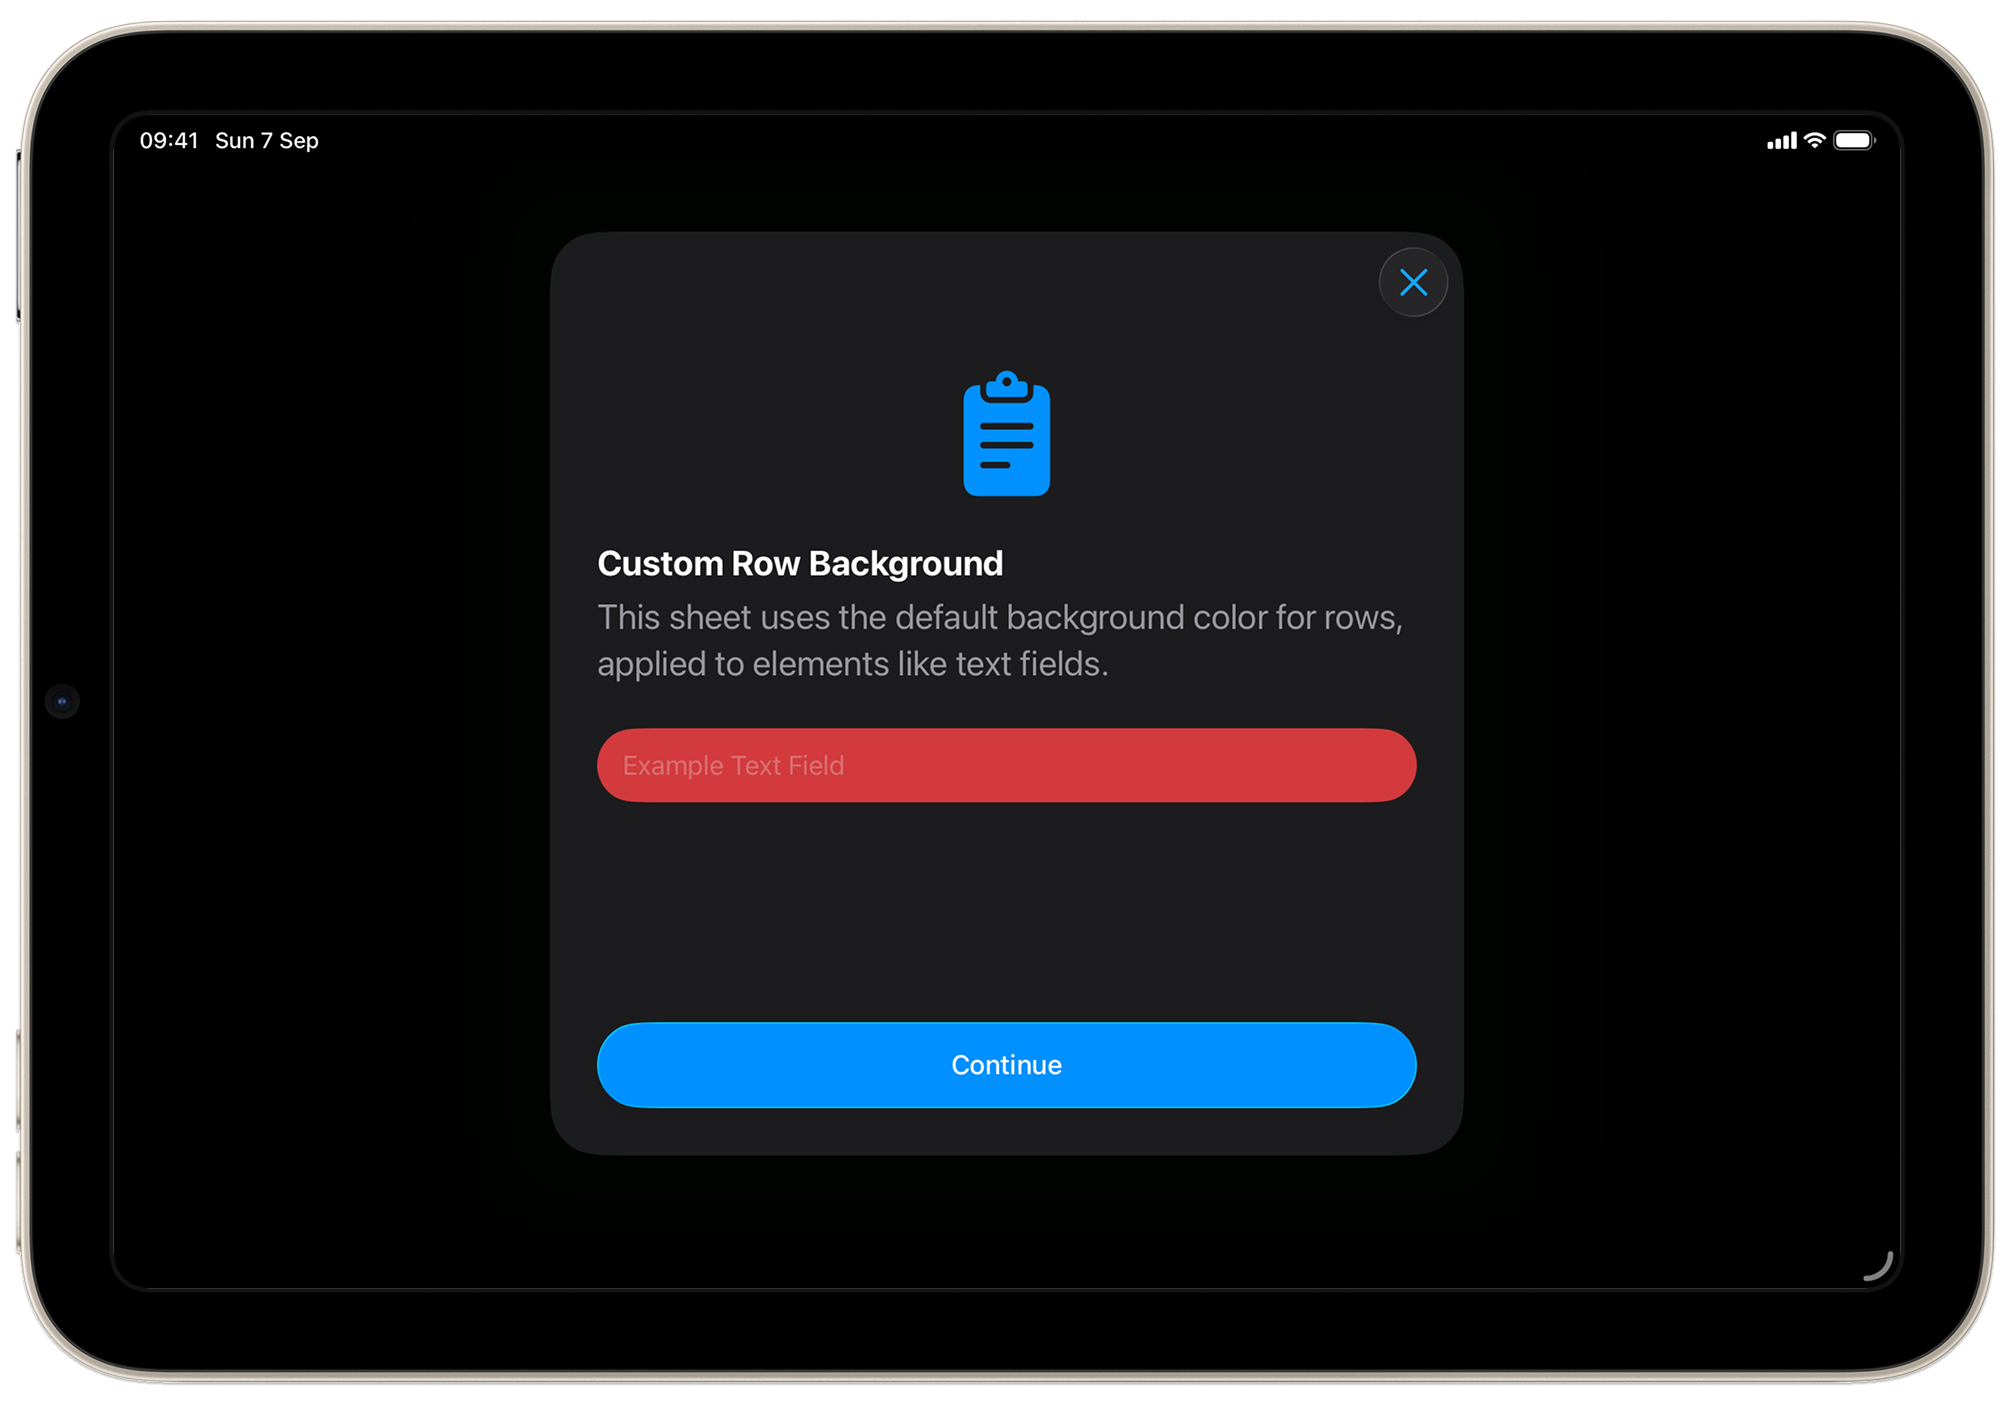 09:41 Sun 7 Sep
Custom Row Background
This sheet uses the default background color for rows,
applied to elements like text fields.
Example Text Field
Continue